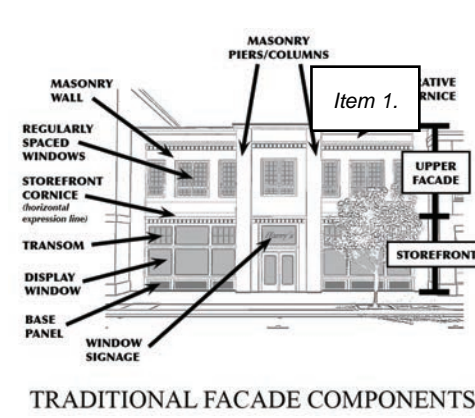 MASONRY
PIERS/COLUMNS
Item 1.
MASONRY
WALL
REGULARLY
SPACED
WINDOWS
UPPER
FACADE
STOREFRONT
CORNICE
(horizontal
expression line)
TRANSOM
STOREFRONT
DISPLAY
WINDOW
BASE
PANEL
WINDOW
SIGNAGE
TRADITIONAL FACADE COMPONENTS